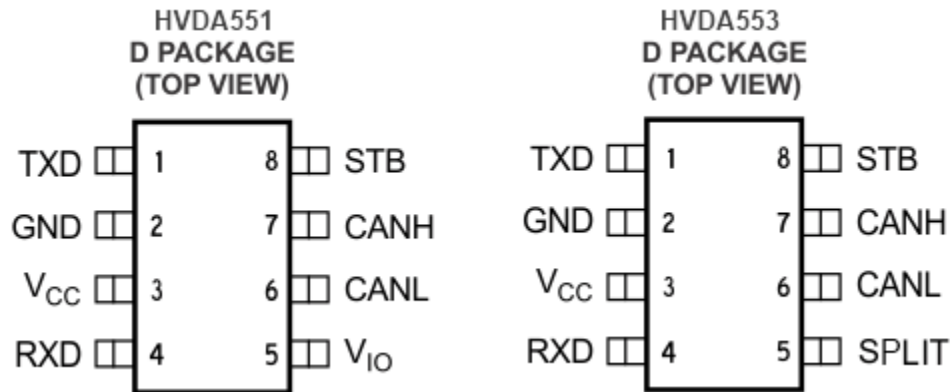 HVDA551
D PACKAGE
(TOP VIEW)
TXD 1 8 STB
GND 2 7 CANH
VCC 3 6 CANL
RXD 4 5 VIO
HVDA553
D PACKAGE
(TOP VIEW)
TXD 1 8 STB
GND 2 7 CANH
VCC 3 6 CANL
RXD 4 5 SPLIT